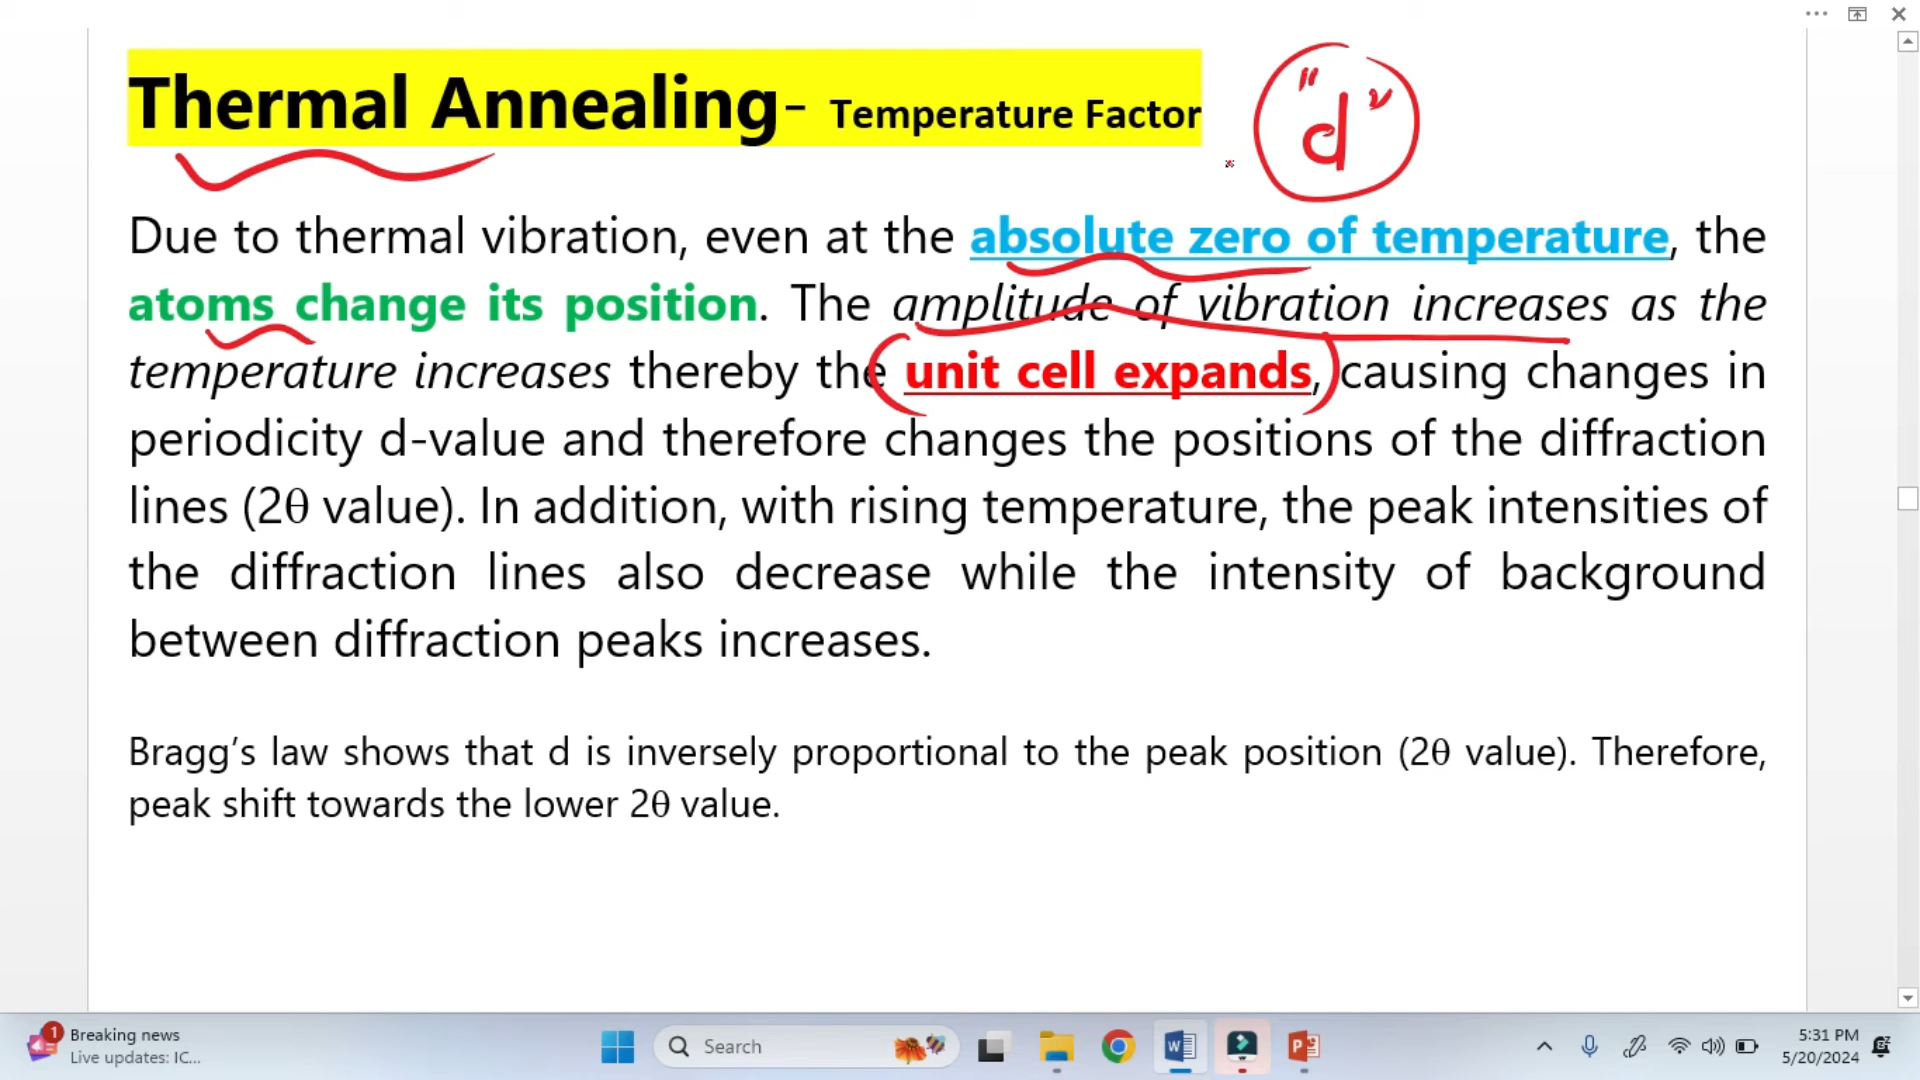 Thermal Annealing- Temperature Factor
"d"
Due to thermal vibration, even at the absolute zero of temperature, the
atoms change its position. The amplitude of vibration increases as the
temperature increases thereby the unit cell expands, causing changes in
periodicity d-value and therefore changes the positions of the diffraction
lines (2θ value). In addition, with rising temperature, the peak intensities of
the diffraction lines also decrease while the intensity of background
between diffraction peaks increases.
Bragg’s law shows that d is inversely proportional to the peak position (2θ value). Therefore,
peak shift towards the lower 2θ value.
1
Breaking news
Live updates: IC...
Search
5:31 PM
5/20/2024